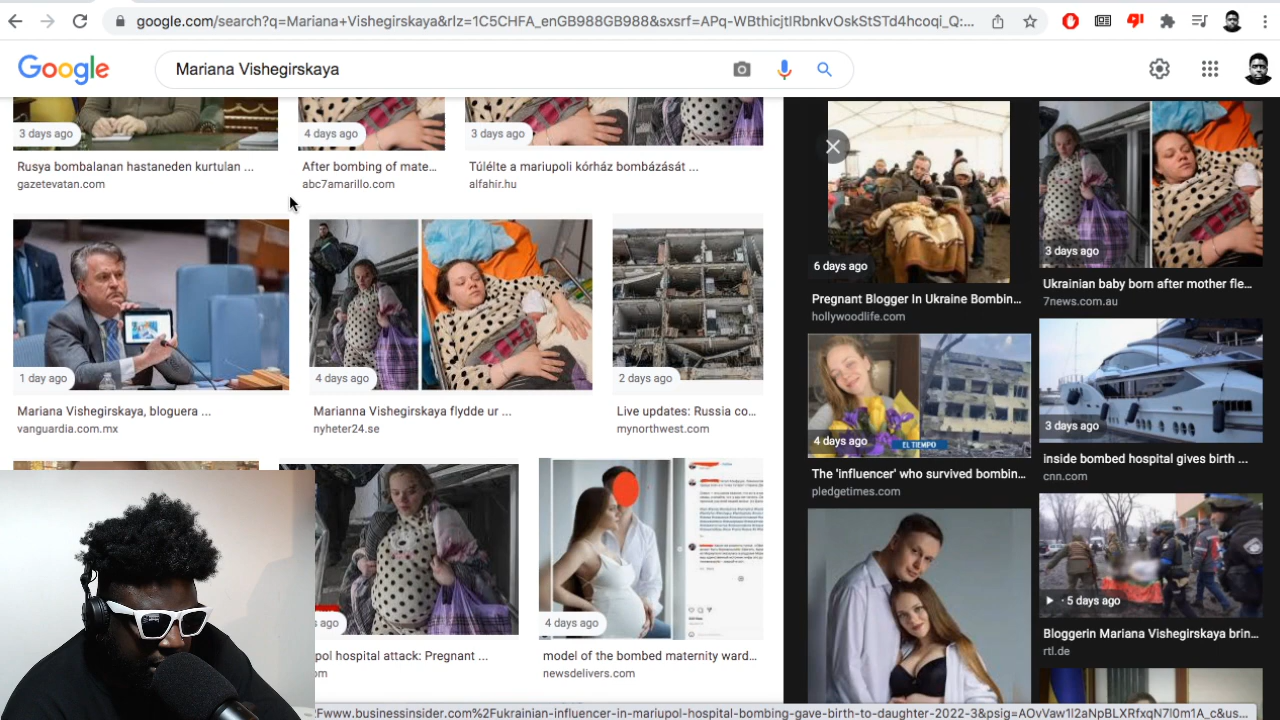 google.com/search?q=Mariana+Vishegirskaya&rlz=1C5CHFA_enGB988GB988&sxsrf=APq-WBthicjtIRbnkvOskStSTd4hcoqi_Q:...
Google
Mariana Vishegirskaya
3 days ago
4 days ago
3 days ago
Rusya bombalanan hastaneden kurtulan ...
After bombing of mate...
Túlélte a mariupoli kórház bombázását ...
gazetevatan.com
abc7amarillo.com
alfahir.hu
1 day ago
4 days ago
2 days ago
Mariana Vishegirskaya, bloguera ...
Marianna Vishegirskaya flydde ur ...
Live updates: Russia co...
vanguardia.com.mx
nyheter24.se
mynorthwest.com
s ago
4 days ago
pol hospital attack: Pregnant ...
model of the bombed maternity ward...
om
newsdelivers.com
6 days ago
Pregnant Blogger In Ukraine Bombin...
hollywoodlife.com
3 days ago
Ukrainian baby born after mother fle...
7news.com.au
4 days ago
EL TIEMPO
The 'influencer' who survived bombin...
pledgetimes.com
3 days ago
inside bombed hospital gives birth ...
cnn.com
· 5 days ago
Bloggerin Mariana Vishegirskaya brin...
rtl.de
Fwww.businessinsider.com%2Fukrainian-influencer-in-mariupol-hospital-bombing-gave-birth-to-daughter-2022-3&psig=AOvVaw1l2aNpBLXRfxqN7l0m1A_c&us...